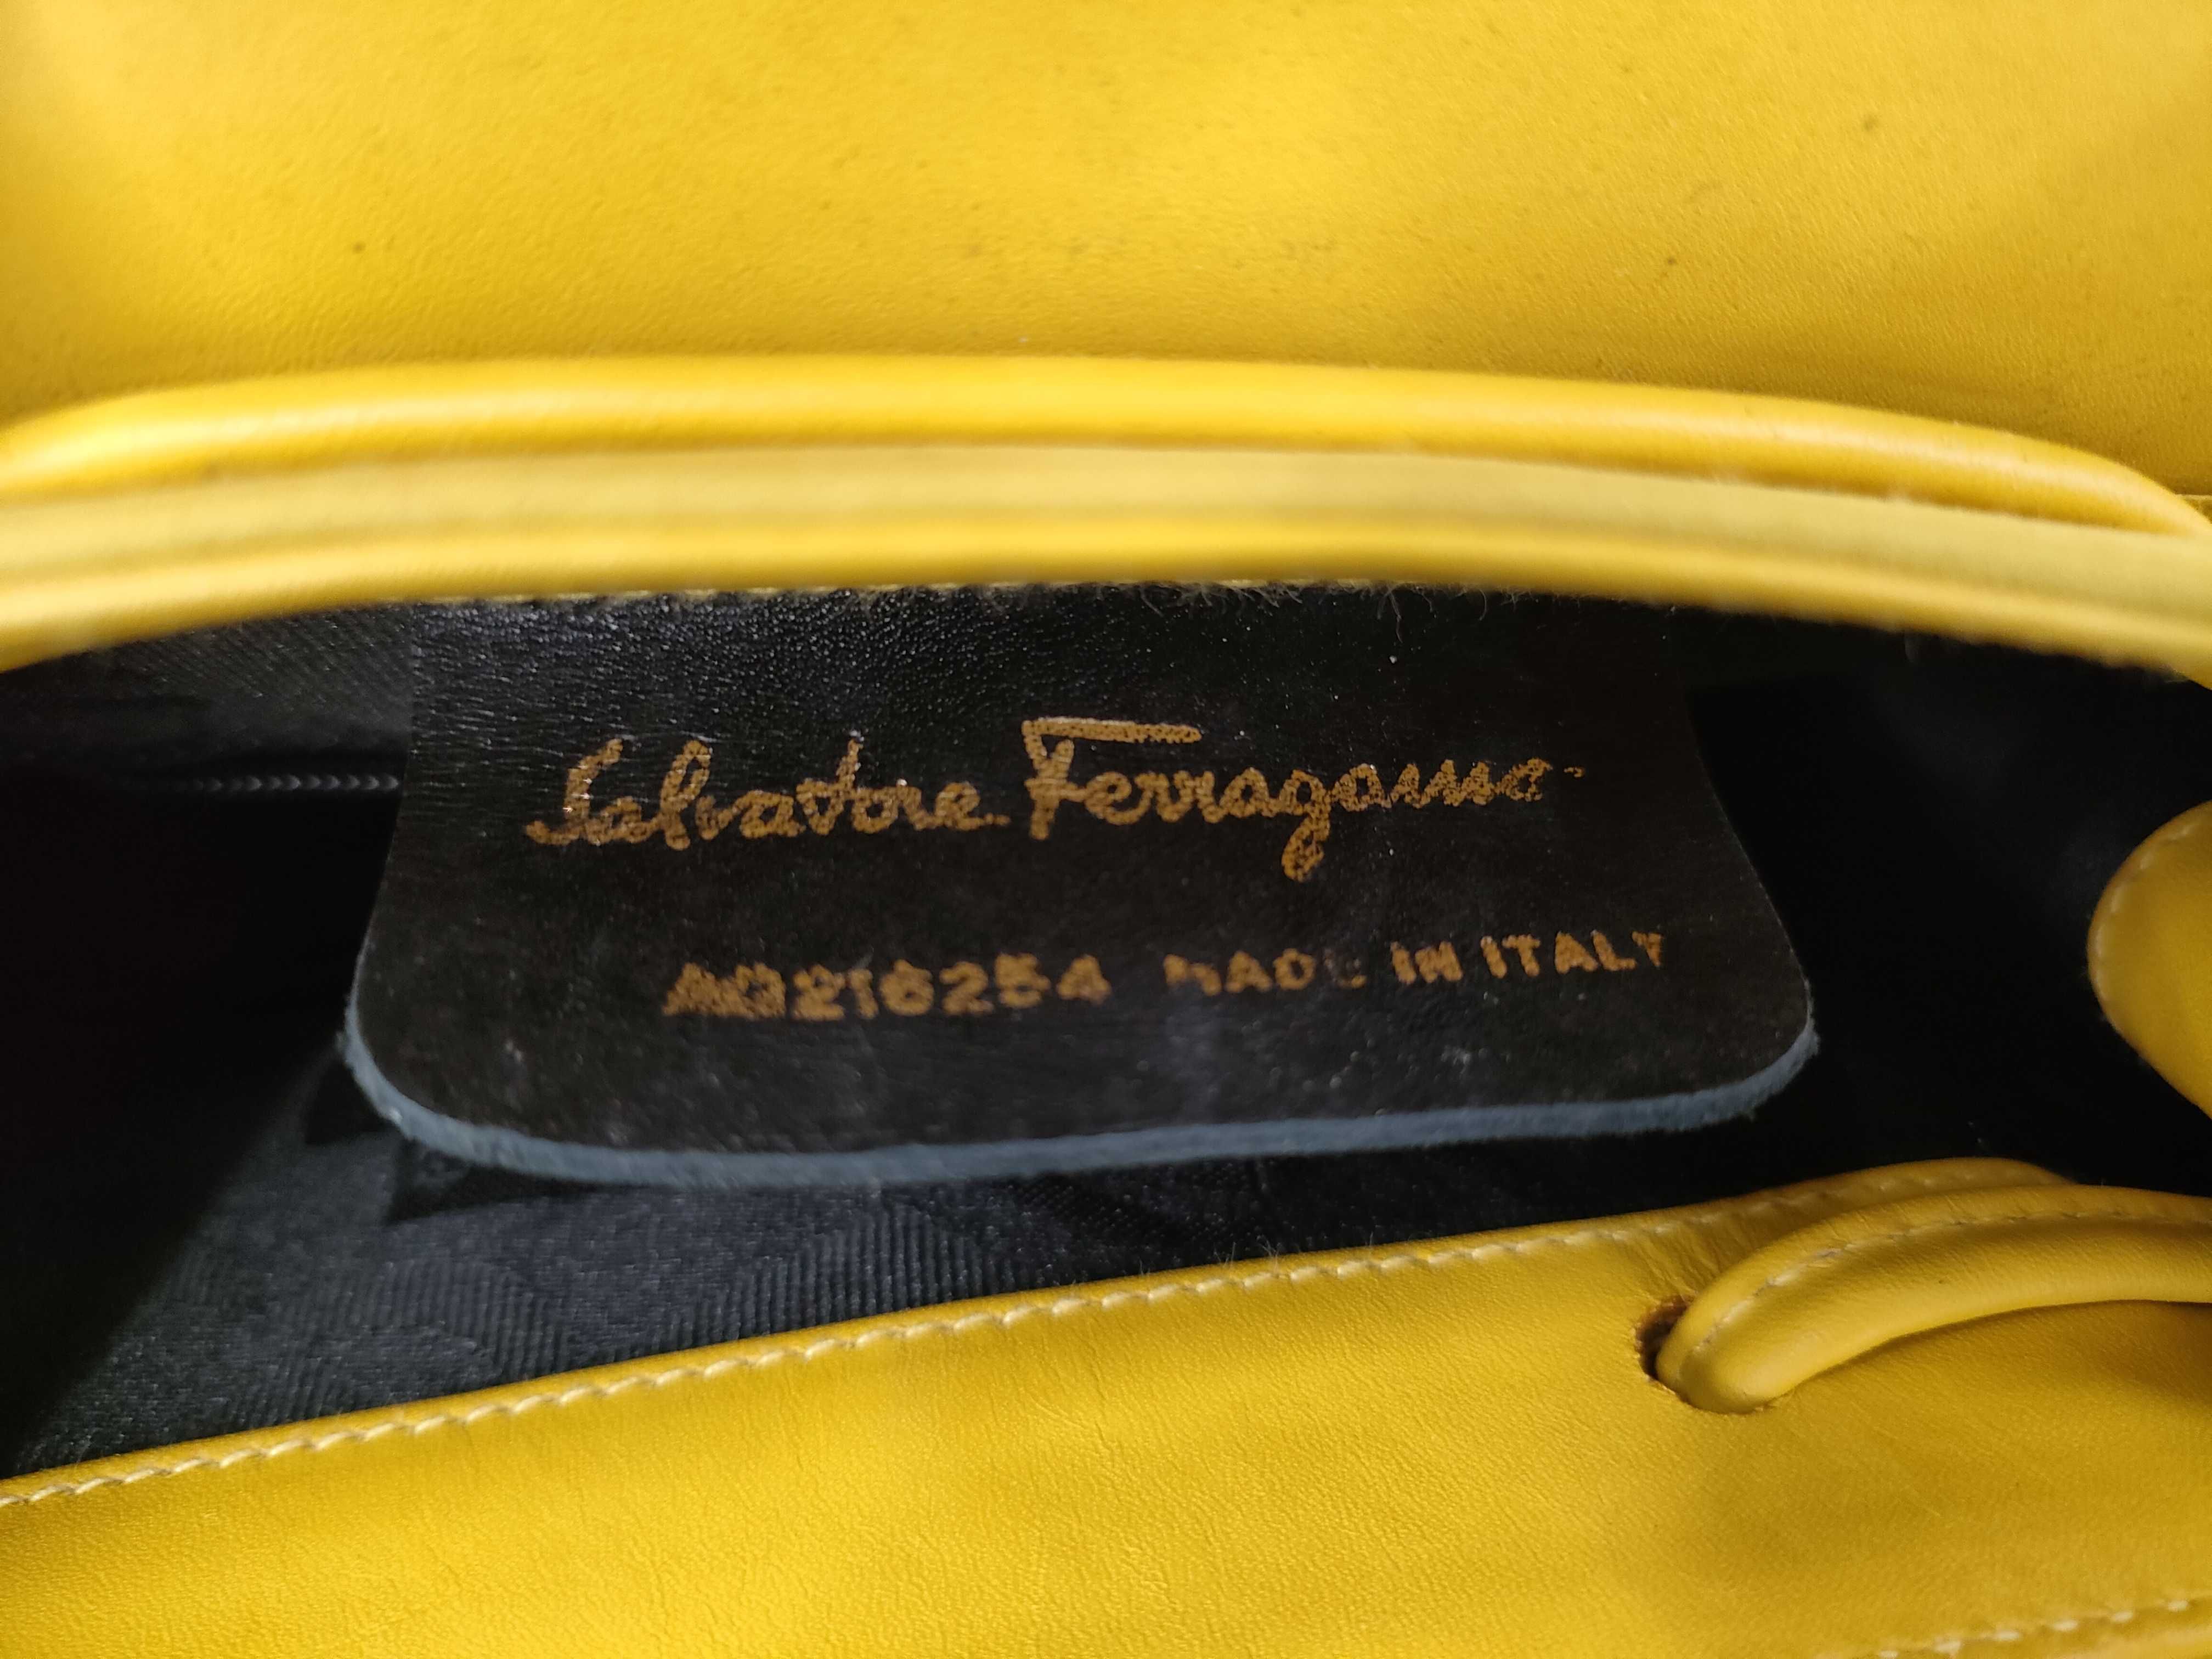 Salvatore Ferragamo
AQ216254 MADE IN ITALY